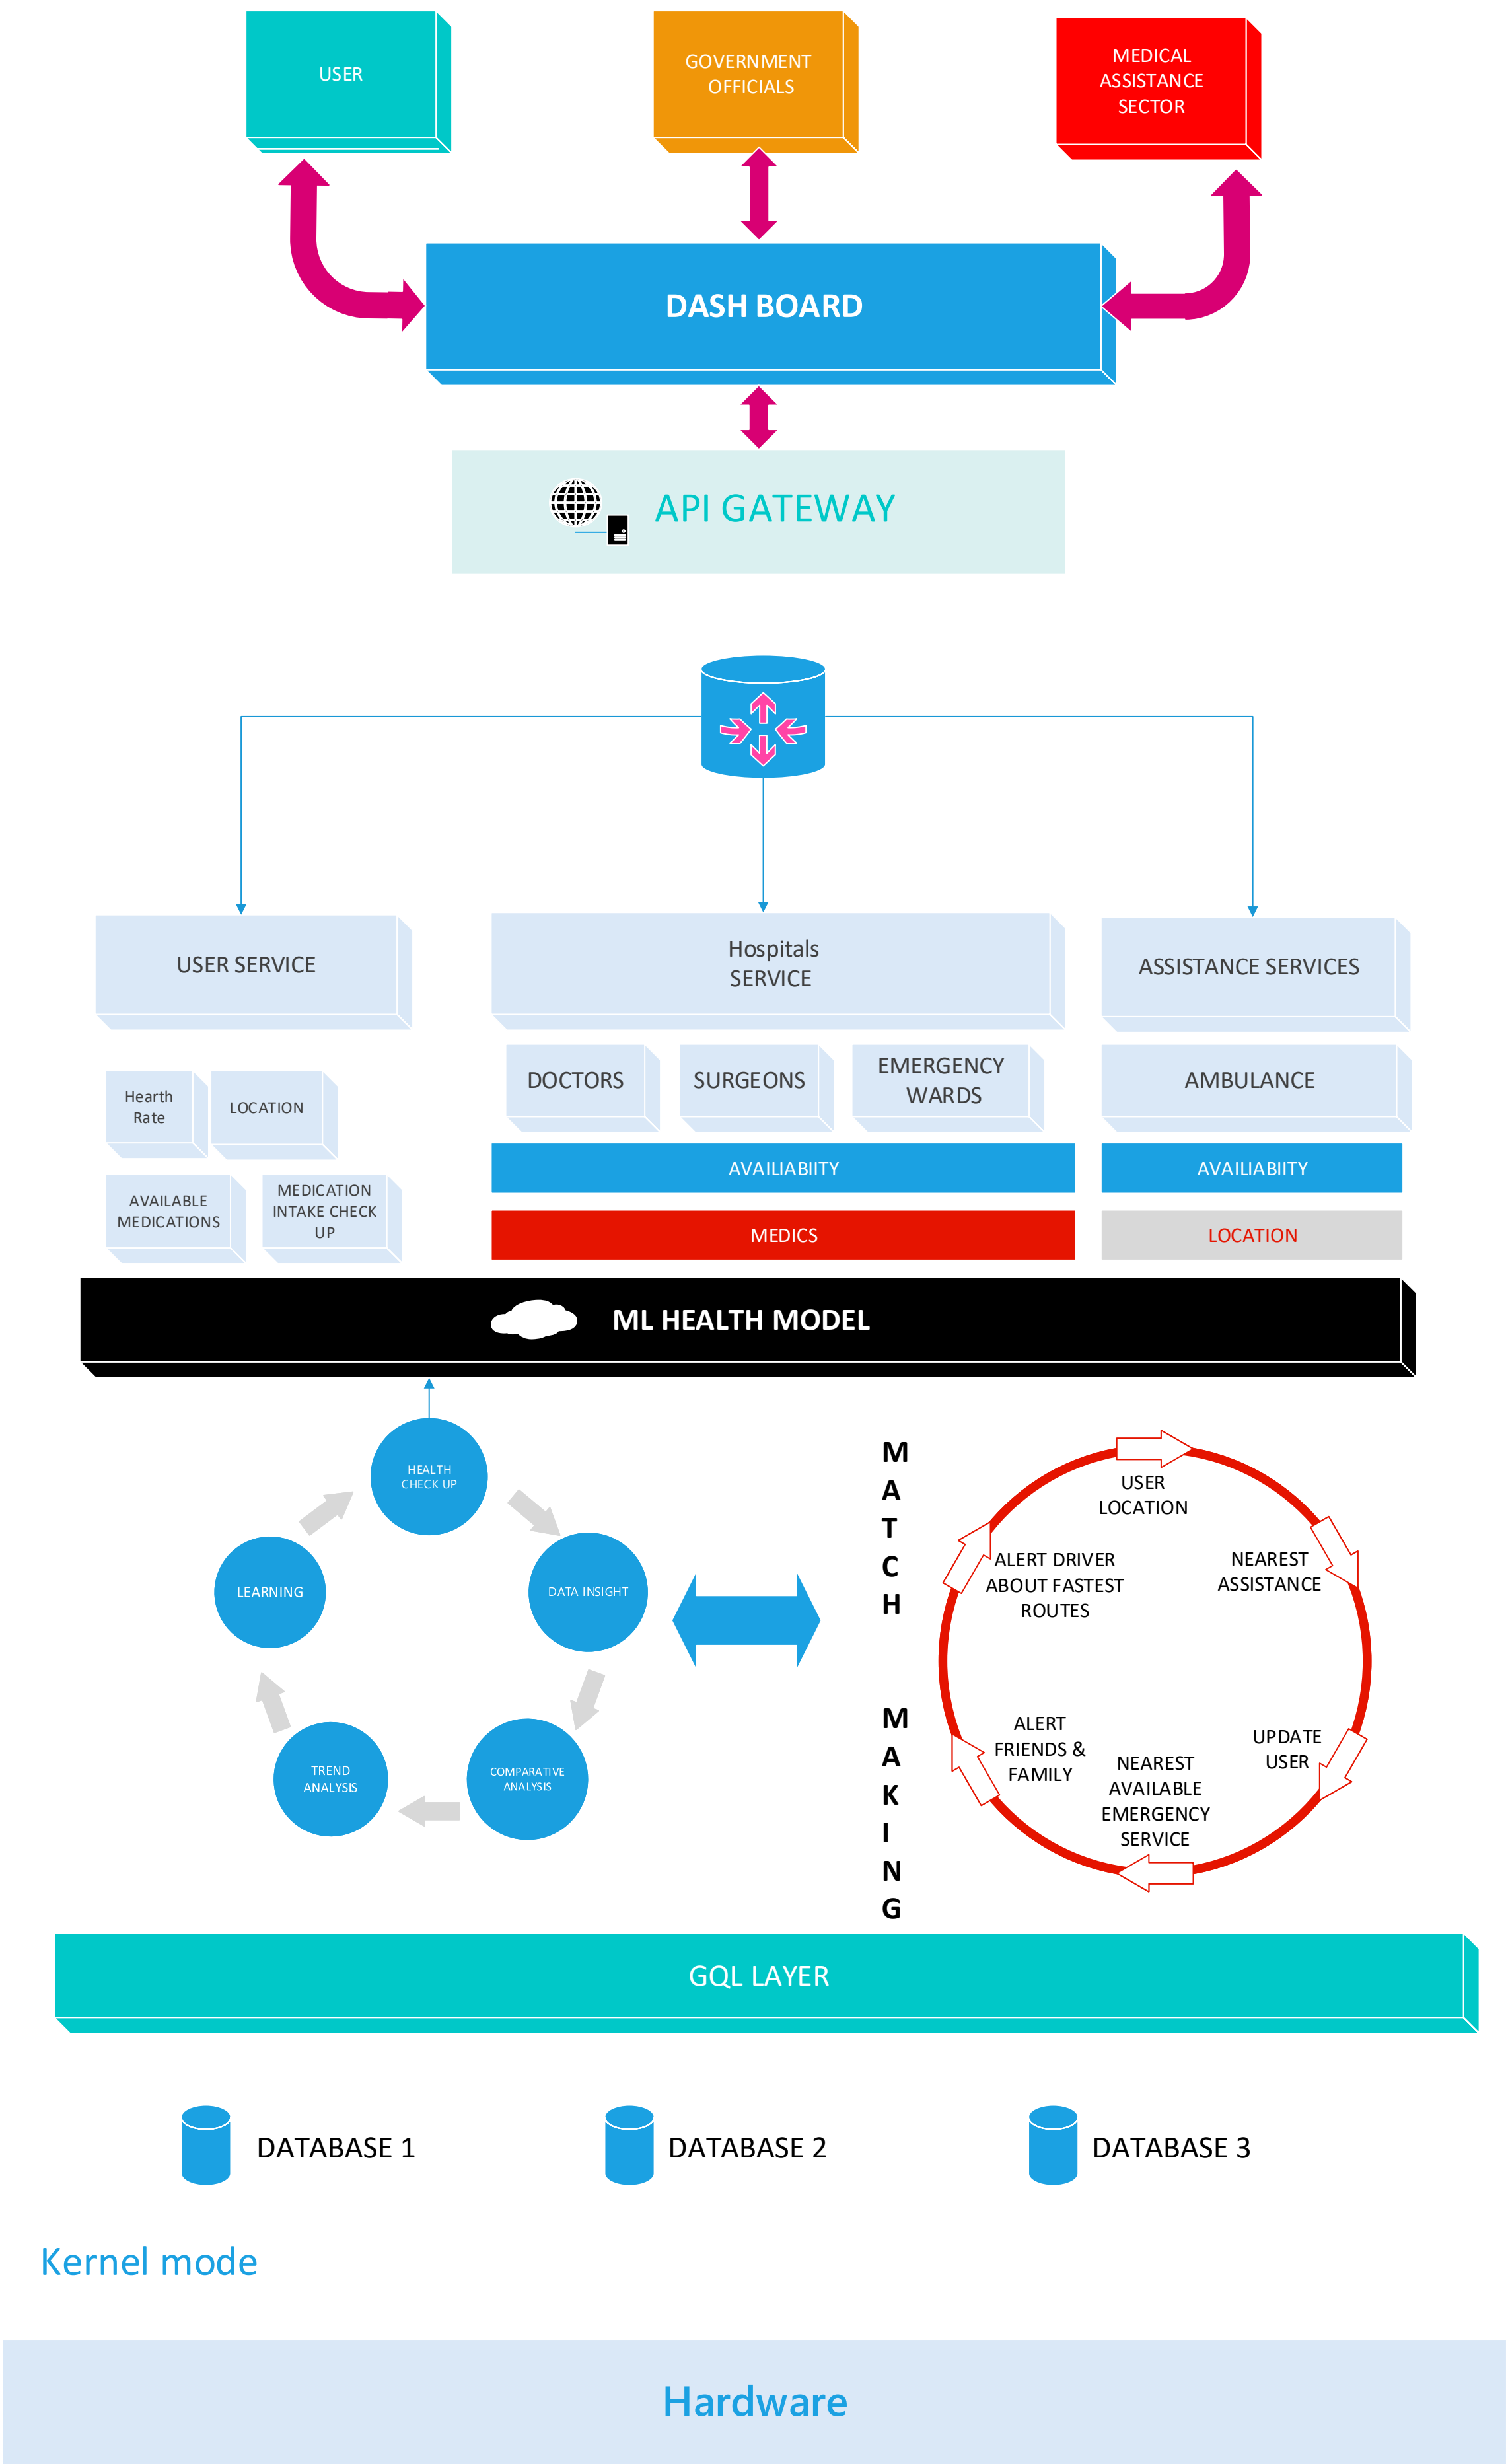 USER
GOVERNMENT
OFFICIALS
MEDICAL
ASSISTANCE
SECTOR
DASH BOARD
API GATEWAY
USER SERVICE
Hospitals
SERVICE
ASSISTANCE SERVICES
DOCTORS
SURGEONS
EMERGENCY
WARDS
AMBULANCE
Hearth
Rate
LOCATION
AVAILABLE
MEDICATIONS
MEDICATION
INTAKE CHECK
UP
AVAILIABIITY
AVAILIABIITY
MEDICS
LOCATION
ML HEALTH MODEL
HEALTH
CHECK UP
DATA INSIGHT
COMPARATIVE
ANALYSIS
TREND
ANALYSIS
LEARNING
M
A
T
C
H
M
A
K
I
N
G
USER
LOCATION
NEAREST
ASSISTANCE
UPDATE
USER
NEAREST
AVAILABLE
EMERGENCY
SERVICE
ALERT
FRIENDS &
FAMILY
ALERT DRIVER
ABOUT FASTEST
ROUTES
GQL LAYER
DATABASE 1
DATABASE 2
DATABASE 3
Kernel mode
Hardware